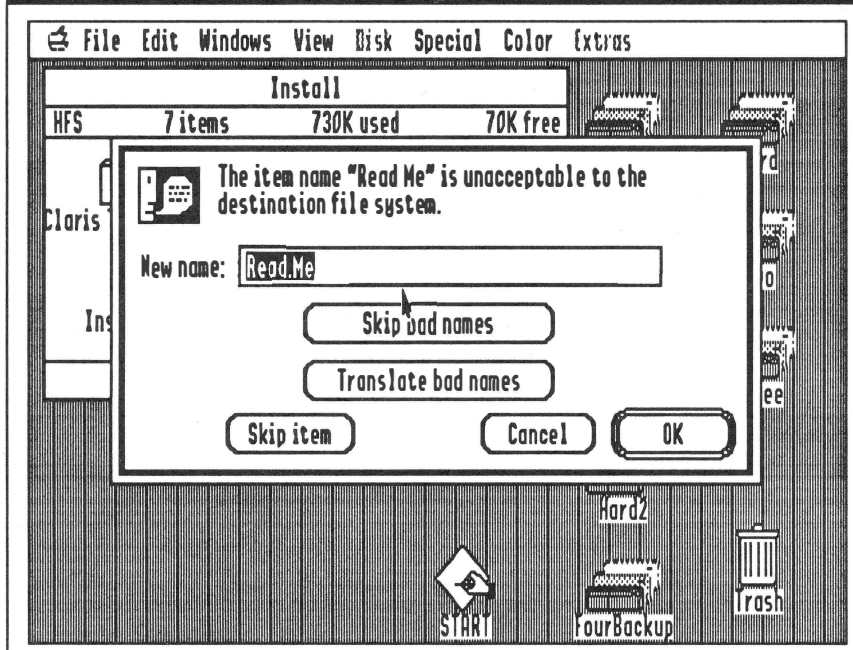 File Edit Windows View Disk Special Color Extras
Install
HFS 7 items 730K used 70K free
The item name "Read Me" is unacceptable to the
destination file system.
Claris
New name: Read.Me
Skip bad names
Ins
Translate bad names
Skip item Cancel OK
rd
o
ee
Hard2
START
FourBackup
Trash